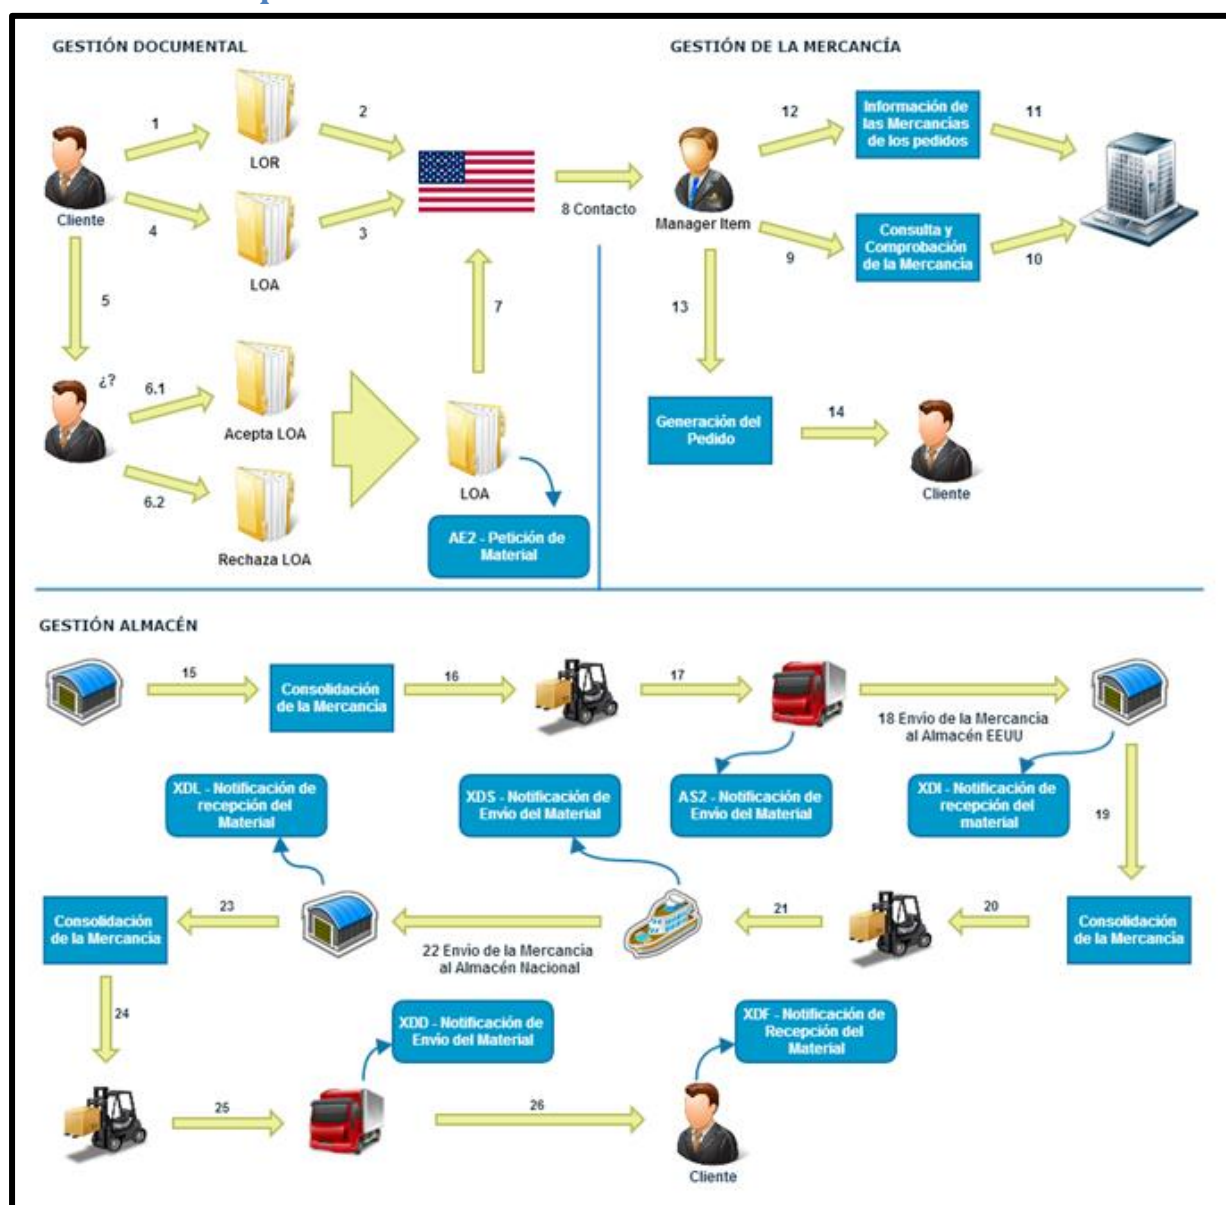 GESTIÓN DOCUMENTAL
1
2
LOR
Cliente
4
3
LOA
5
¿?
6.1
Acepta LOA
6.2
Rechaza LOA
7
LOA
AE2 - Petición de
Material
8 Contacto
GESTIÓN DE LA MERCANCÍA
Manager Item
12
Información de
las Mercancias
de los pedidos
11
9
Consulta y
Comprobación
de la Mercancía
10
13
Generación del
Pedido
14
Cliente
GESTIÓN ALMACÉN
15
Consolidación
de la Mercancía
16
17
18 Envío de la Mercancia
al Almacén EEUU
XDL - Notificación de
recepción del
Material
XDS - Notificación de
Envío del Material
AS2 - Notificación de
Envío del Material
XDI - Notificación de
recepción del
material
19
Consolidación
de la Mercancía
23
22 Envio de la Mercancia
al Almacén Nacional
21
20
Consolidación
de la Mercancía
24
XDD - Notificación de
Envio del Material
XDF - Notificación de
Recepción del
Material
25
26
Cliente